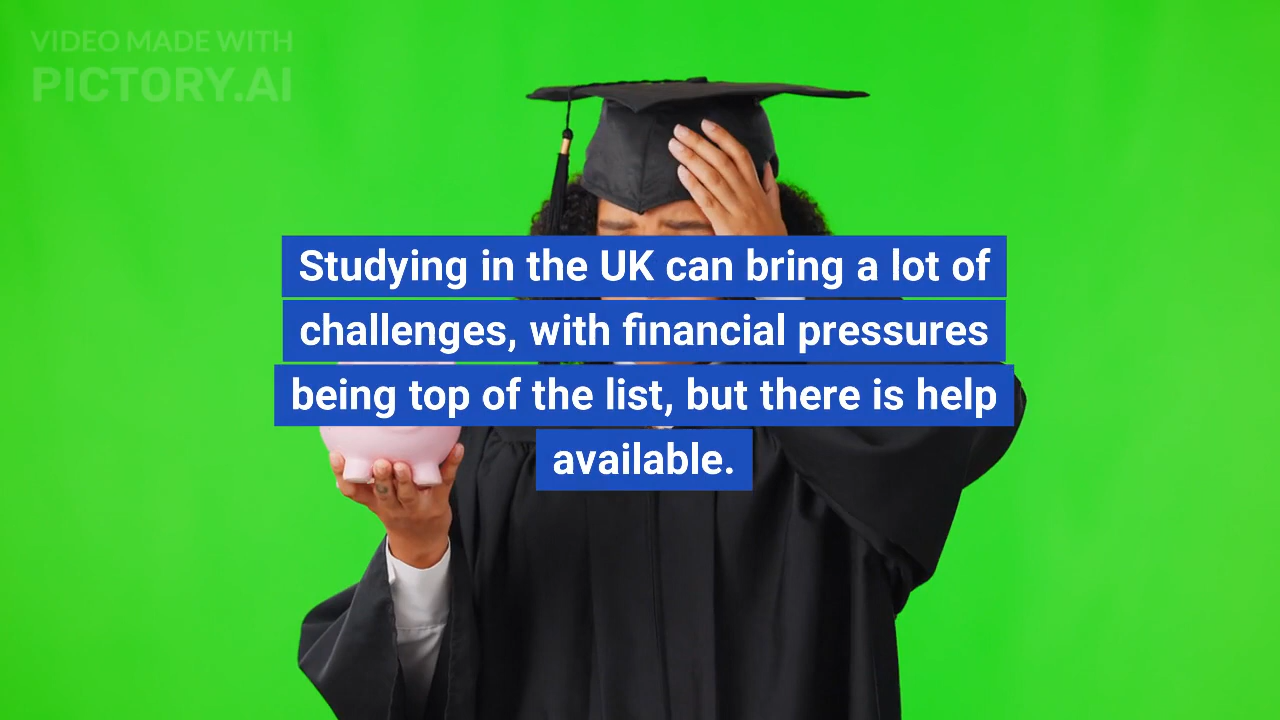 VIDEO MADE WITH
PICTORY.AI
Studying in the UK can bring a lot of
challenges, with financial pressures
being top of the list, but there is help
available.